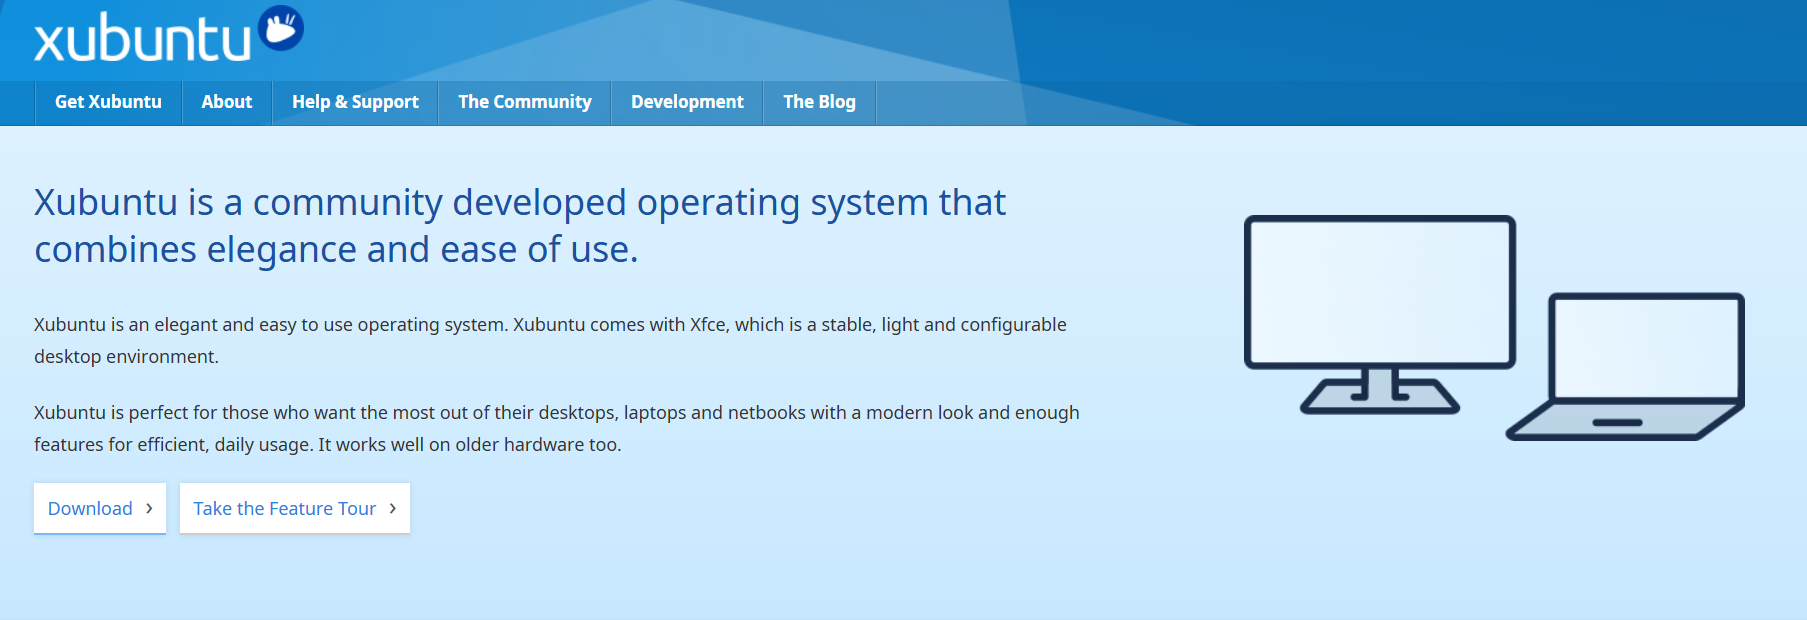 xubuntu
Get Xubuntu
About
Help & Support
The Community
Development
The Blog
Xubuntu is a community developed operating system that
combines elegance and ease of use.
Xubuntu is an elegant and easy to use operating system. Xubuntu comes with Xfce, which is a stable, light and configurable
desktop environment.
Xubuntu is perfect for those who want the most out of their desktops, laptops and netbooks with a modern look and enough
features for efficient, daily usage. It works well on older hardware too.
Download ›
Take the Feature Tour ›